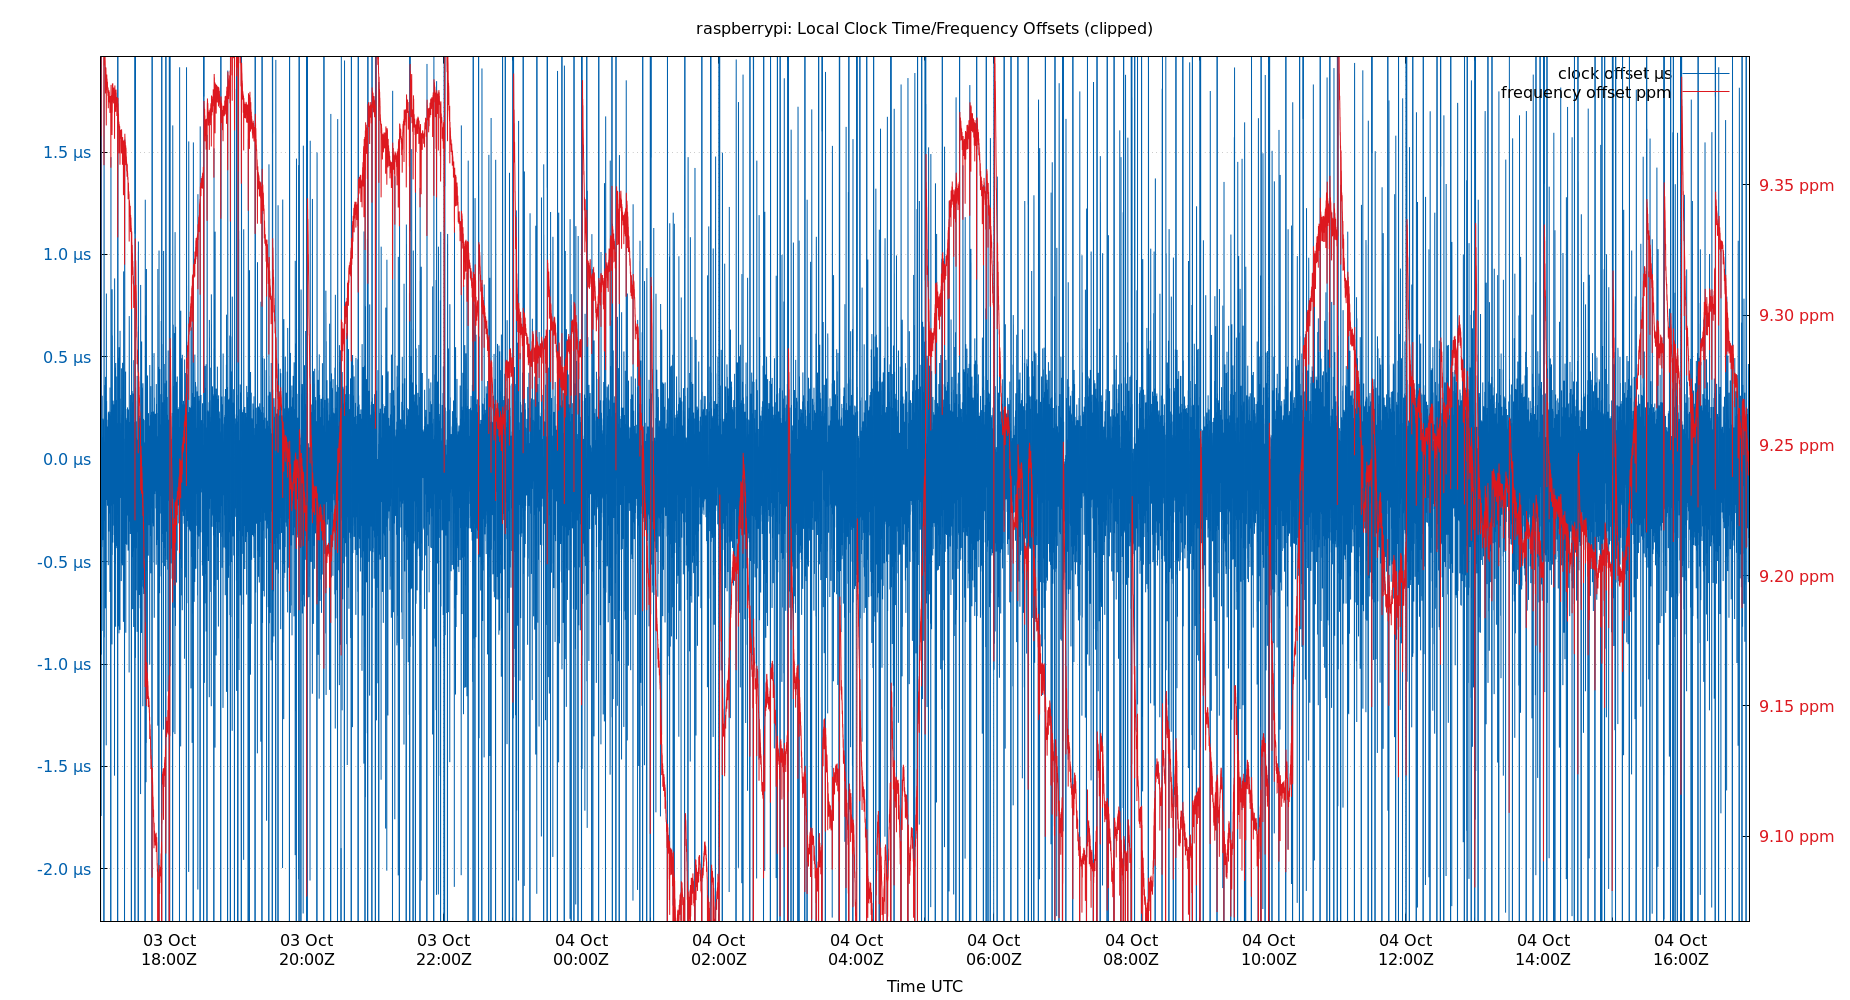 raspberrypi: Local Clock Time/Frequency Offsets (clipped)
clock offset µs
frequency offset ppm
1.5 µs
1.0 µs
0.5 µs
0.0 µs
-0.5 µs
-1.0 µs
-1.5 µs
-2.0 µs
9.35 ppm
9.30 ppm
9.25 ppm
9.20 ppm
9.15 ppm
9.10 ppm
03 Oct
18:00Z
03 Oct
20:00Z
03 Oct
22:00Z
04 Oct
00:00Z
04 Oct
02:00Z
04 Oct
04:00Z
04 Oct
06:00Z
04 Oct
08:00Z
04 Oct
10:00Z
04 Oct
12:00Z
04 Oct
14:00Z
04 Oct
16:00Z
Time UTC